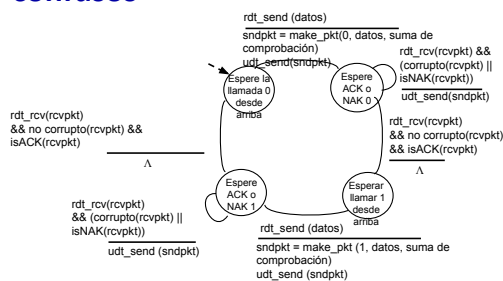 rdt_send (datos)
sndpkt = make_pkt(0, datos, suma de
comprobación)
udt_send(sndpkt)
Espere la
llamada 0
desde
arriba
Espere
ACK o
NAK 0
rdt_rcv(rcvpkt)
&& (corrupto(rcvpkt) ||
isNAK(rcvpkt))
udt_send(sndpkt)
rdt_rcv(rcvpkt)
&& no corrupto(rcvpkt) &&
isACK(rcvpkt)
Λ
rdt_rcv(rcvpkt)
&& no corrupto(rcvpkt)
&& isACK(rcvpkt)
Λ
Espere
ACK o
NAK 1
Esperar
llamar 1
desde
arriba
rdt_rcv(rcvpkt)
&& (corrupto(rcvpkt) ||
isNAK(rcvpkt))
udt_send (sndpkt)
rdt_send (datos)
sndpkt = make_pkt (1, datos, suma de
comprobación)
udt_send (sndpkt)